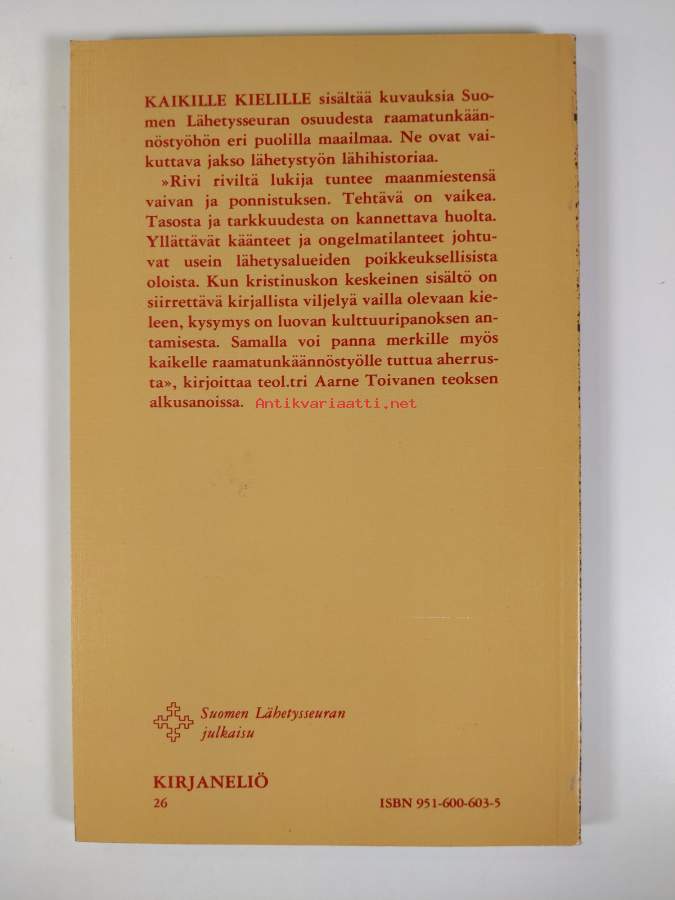 KAIKILLE KIELILLE sisältää kuvauksia Suo-
men Lähetysseuran osuudesta raamatunkään-
nöstyöhön eri puolilla maailmaa. Ne ovat vai-
kuttava jakso lähetystyön lähihistoriaa.
»Rivi riviltä lukija tuntee maanmiestensä
vaivan ja ponnistuksen. Tehtävä on vaikea.
Tasosta ja tarkkuudesta on kannettava huolta.
Yllättävät käänteet ja ongelmatilanteet johtu-
vat usein lähetysalueiden poikkeuksellisista
oloista. Kun kristinuskon keskeinen sisältö on
siirrettävä kirjallista viljelyä vailla olevaan kie-
leen, kysymys on luovan kulttuuripanoksen an-
tamisesta. Samalla voi panna merkille myös
kaikelle raamatunkäännöstyölle tuttua aherrus-
ta», kirjoittaa teol.tri Aarne Toivanen teoksen
alkusanoissa. Antikvariaatti.net
Suomen Lähetysseuran
julkaisu
KIRJANELIÖ
26 ISBN 951-600-603-5